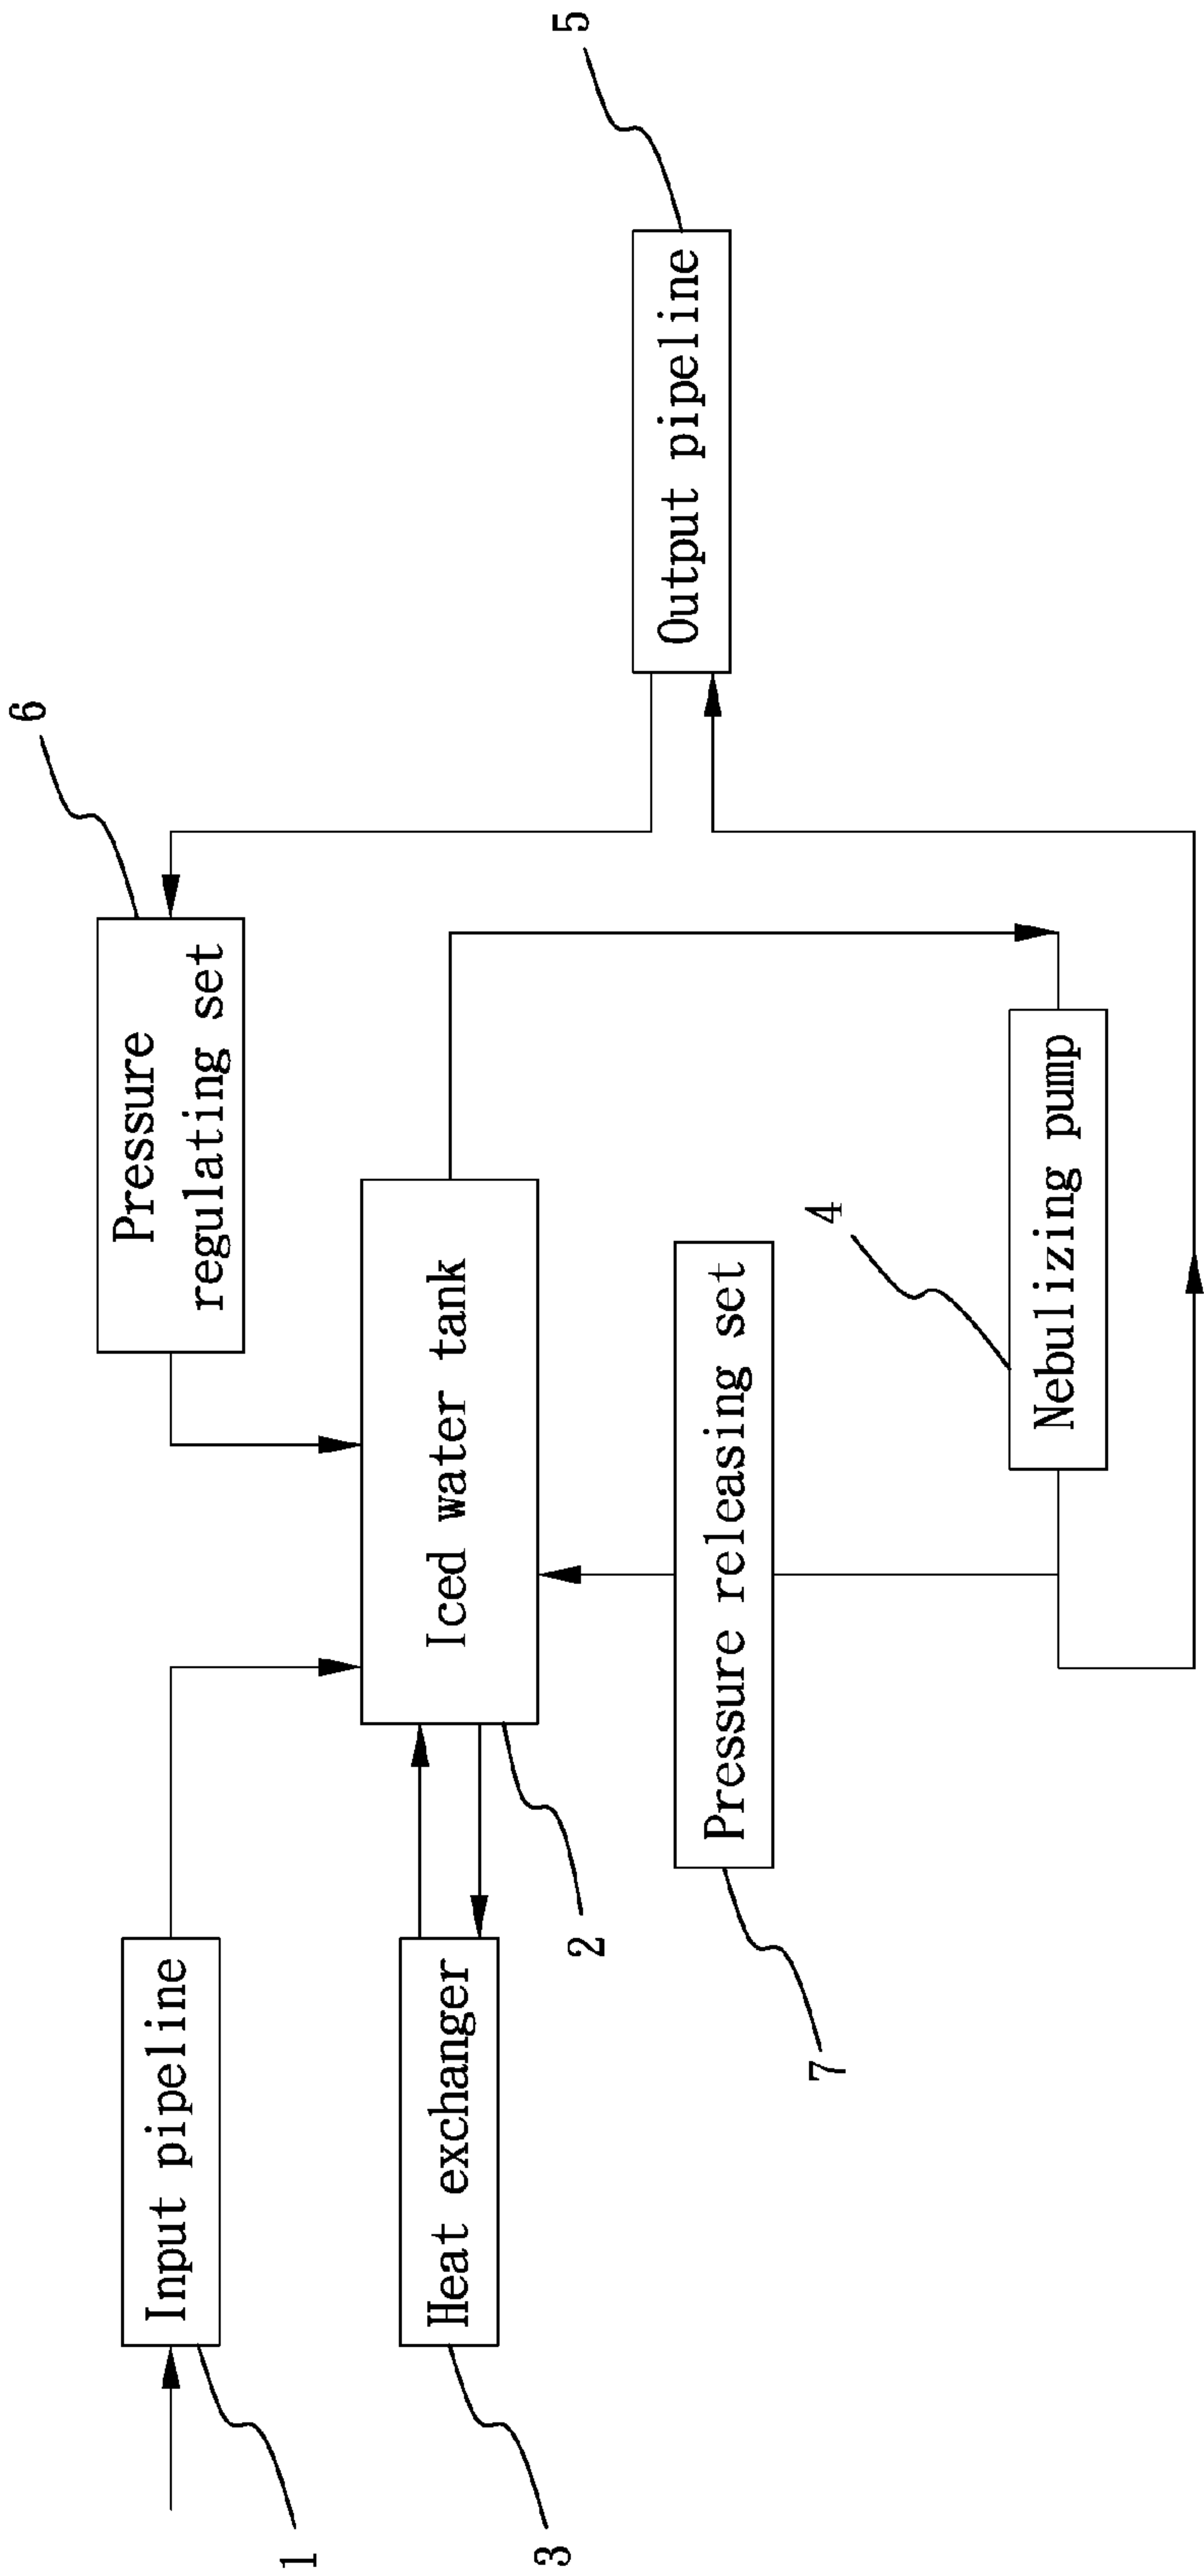 6
5
Pressure
regulating set
Input pipeline
Iced water tank
Heat exchanger
Output pipeline
1
3
2
Pressure releasing set
4
7
Nebulizing pump